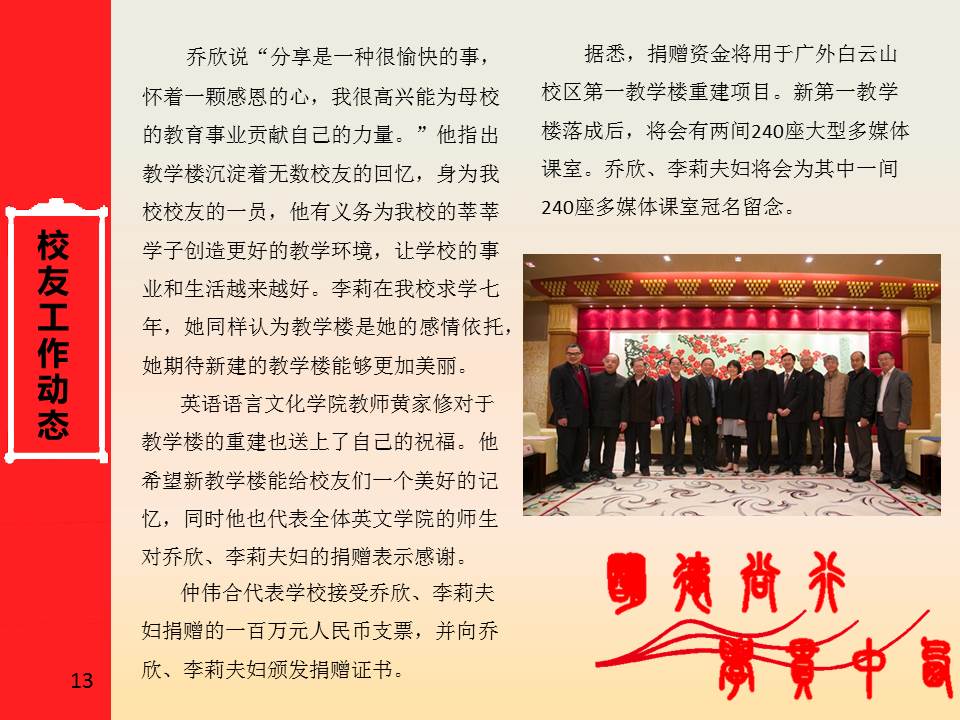 校友工作动态
乔欣说“分享是一种很愉快的事，
怀着一颗感恩的心，我很高兴能为母校
的教育事业贡献自己的力量。”他指出
教学楼沉淀着无数校友的回忆，身为我
校校友的一员，他有义务为我校的莘莘
学子创造更好的教学环境，让学校的事
业和生活越来越好。李莉在我校求学七
年，她同样认为教学楼是她的感情依托，
她期待新建的教学楼能够更加美丽。
英语语言文化学院教师黄家修对于
教学楼的重建也送上了自己的祝福。他
希望新教学楼能给校友们一个美好的记
忆，同时他也代表全体英文学院的师生
对乔欣、李莉夫妇的捐赠表示感谢。
仲伟合代表学校接受乔欣、李莉夫
妇捐赠的一百万元人民币支票，并向乔
欣、李莉夫妇颁发捐赠证书。
据悉，捐赠资金将用于广外白云山
校区第一教学楼重建项目。新第一教学
楼落成后，将会有两间240座大型多媒体
课室。乔欣、李莉夫妇将会为其中一间
240座多媒体课室冠名留念。
明德尚行
學貫中西
13